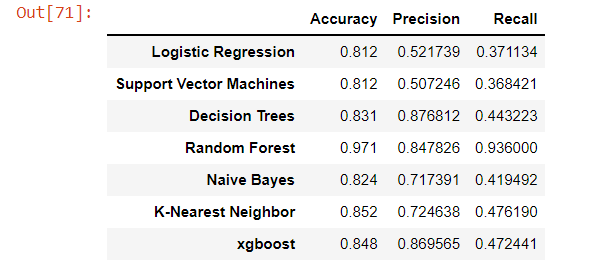 Out[71]:
Accuracy Precision Recall
Logistic Regression 0.812 0.521739 0.371134
Support Vector Machines 0.812 0.507246 0.368421
Decision Trees 0.831 0.876812 0.443223
Random Forest 0.971 0.847826 0.936000
Naive Bayes 0.824 0.717391 0.419492
K-Nearest Neighbor 0.852 0.724638 0.476190
xgboost 0.848 0.869565 0.472441